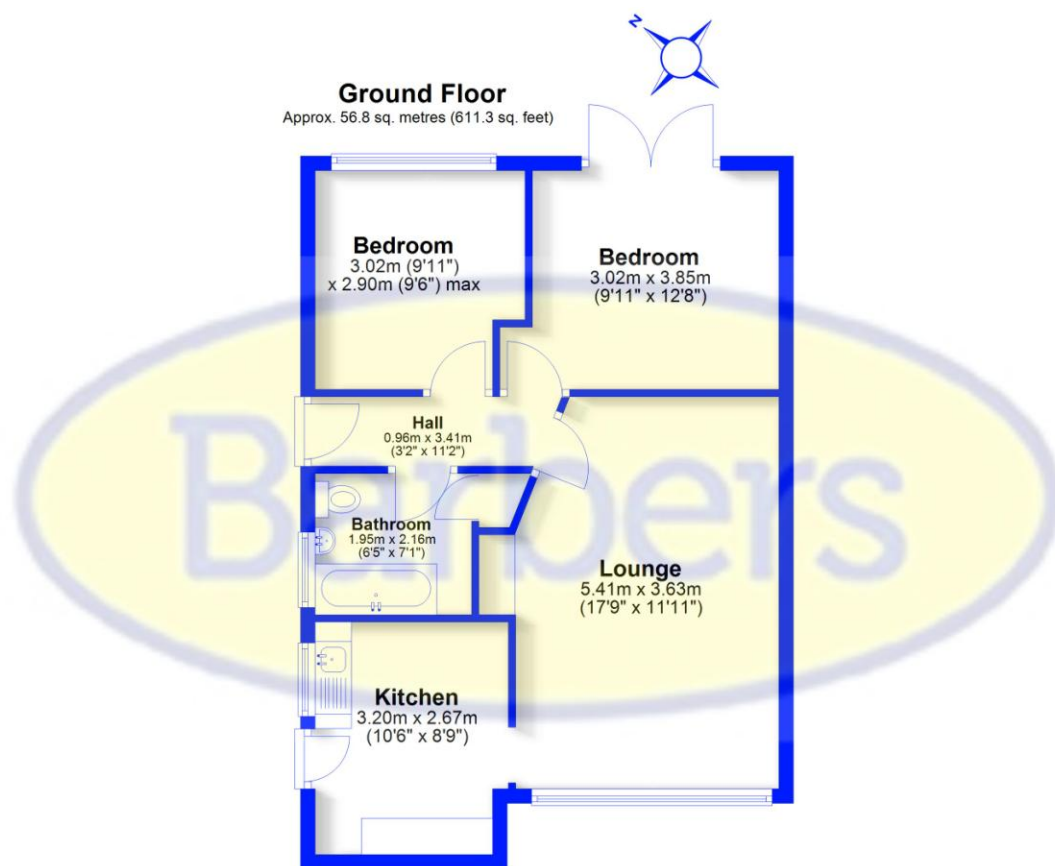 N
Ground Floor
Approx. 56.8 sq. metres (611.3 sq. feet)
Bedroom
3.02m (9'11")
x 2.90m (9'6") max
Bedroom
3.02m x 3.85m
(9'11" x 12'8")
Hall
0.96m x 3.41m
(3'2" x 11'2")
Bathroom
1.95m x 2.16m
(6'5" x 7'1")
Lounge
5.41m x 3.63m
(17'9" x 11'11")
Kitchen
3.20m x 2.67m
(10'6" x 8'9")
Barbers